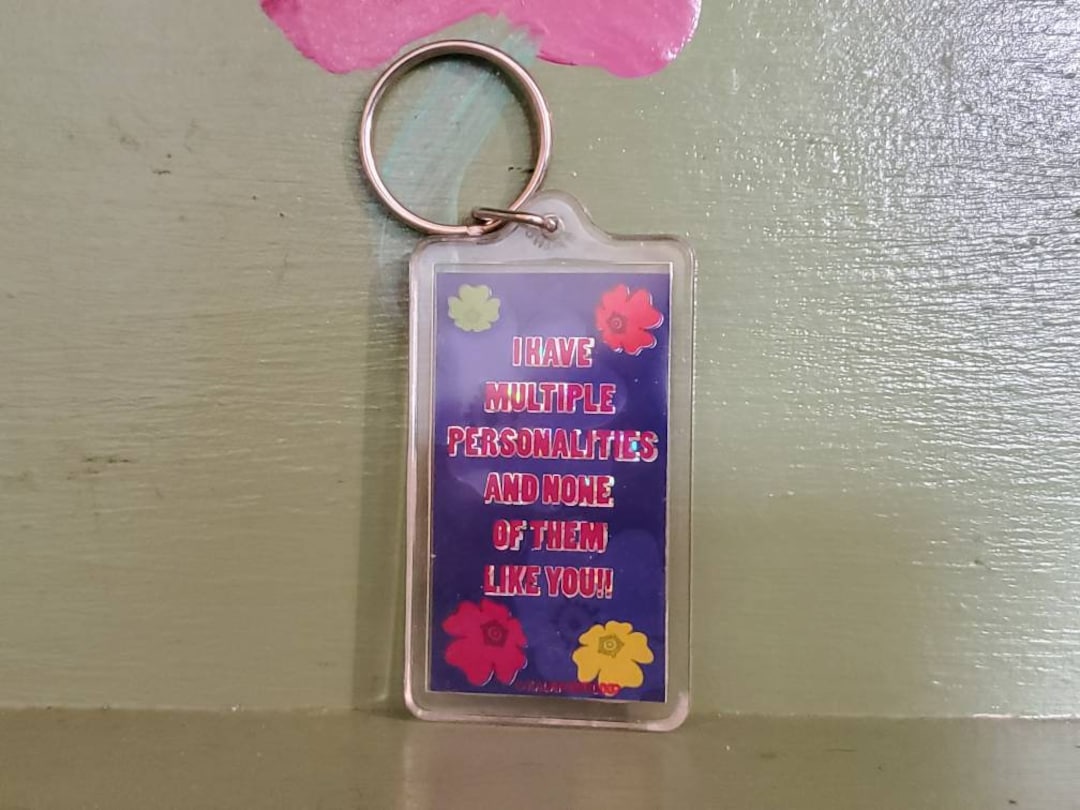 I HAVE
MULTIPLE
PERSONALITIES
AND NONE
OF THEM
LIKE YOU!!